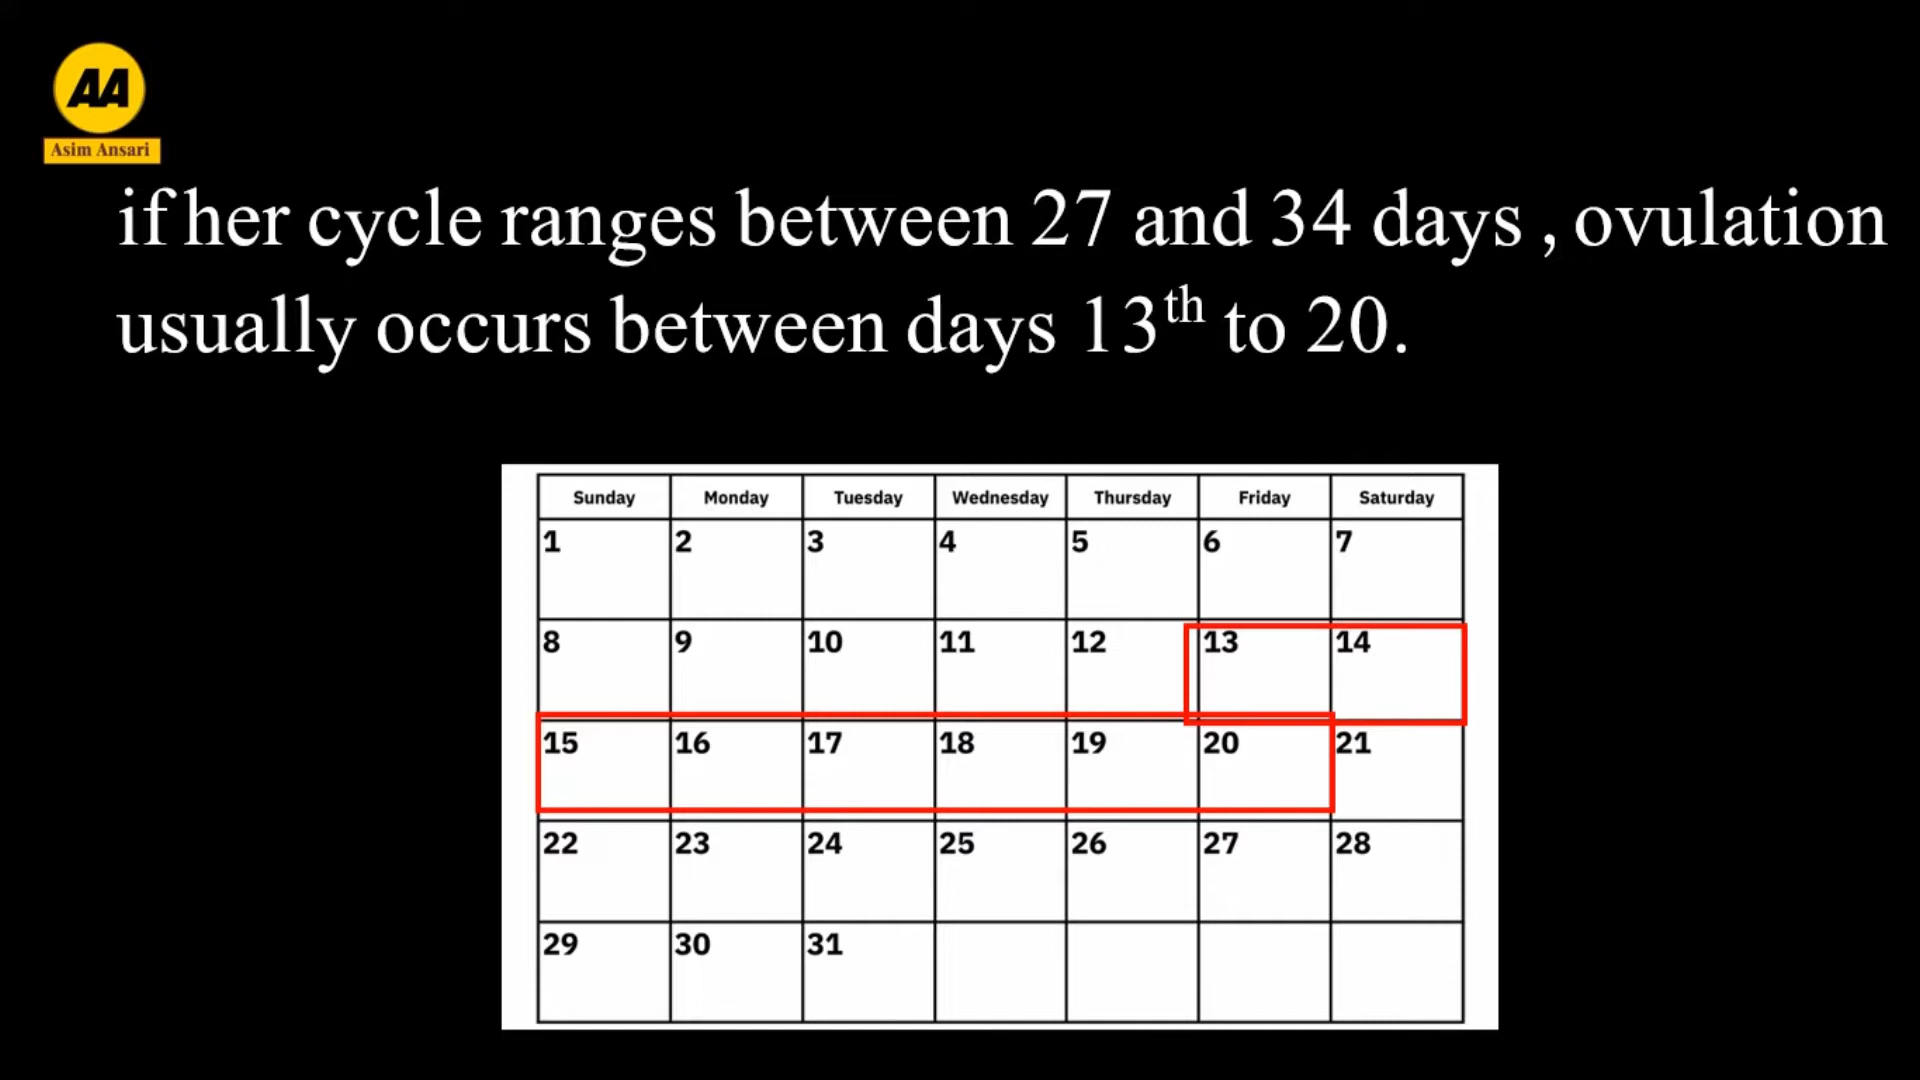 AA
Asim Ansari
if her cycle ranges between 27 and 34 days , ovulation
usually occurs between days 13th to 20.
Sunday Monday Tuesday Wednesday Thursday Friday Saturday
1 2 3 4 5 6 7
8 9 10 11 12 13 14
15 16 17 18 19 20 21
22 23 24 25 26 27 28
29 30 31